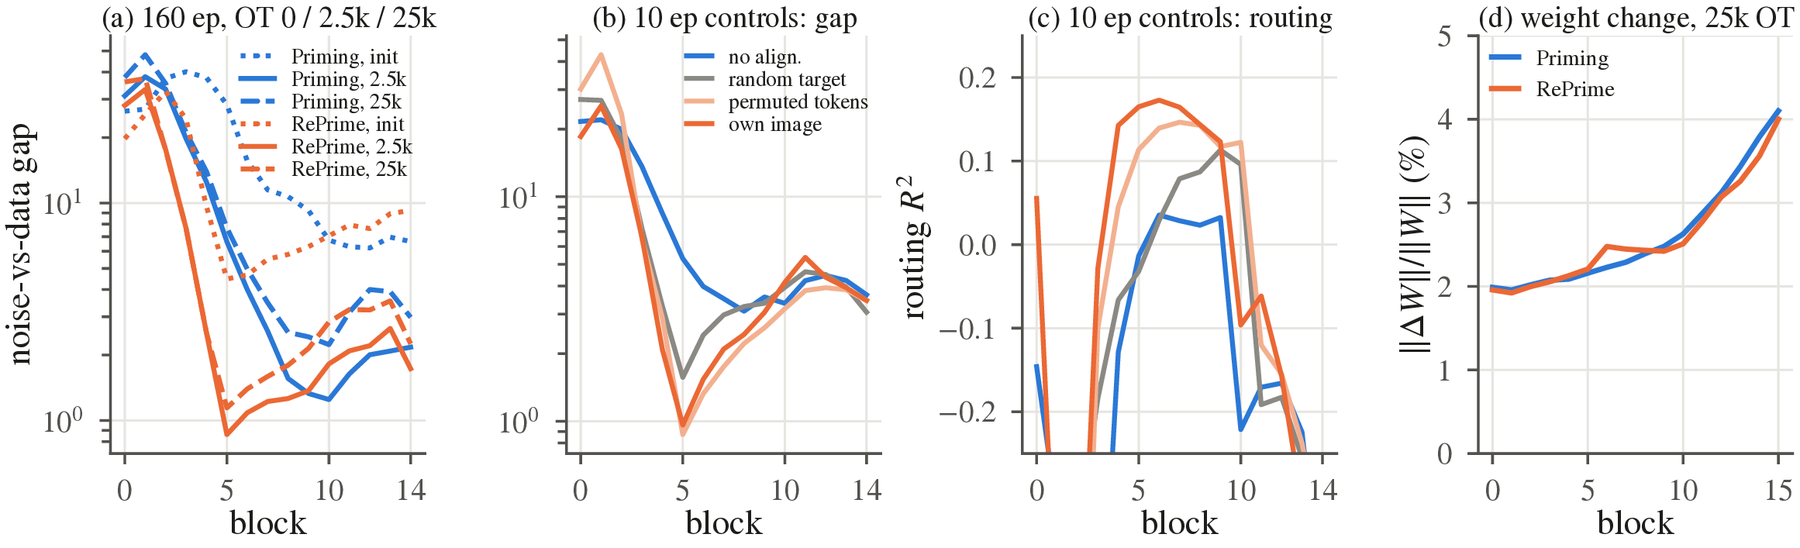 (a) 160 ep, OT 0 / 2.5k / 25k
noise-vs-data gap
10¹
10⁰
Priming, init
Priming, 2.5k
Priming, 25k
RePrime, init
RePrime, 2.5k
RePrime, 25k
0 5 10 14
block
(b) 10 ep controls: gap
10¹
10⁰
no align.
random target
permuted tokens
own image
0 5 10 14
block
(c) 10 ep controls: routing
routing R²
0.2
0.1
0.0
−0.1
−0.2
0 5 10 14
block
(d) weight change, 25k OT
||ΔW||/||W|| (%)
5
4
3
2
1
0
Priming
RePrime
0 5 10 15
block